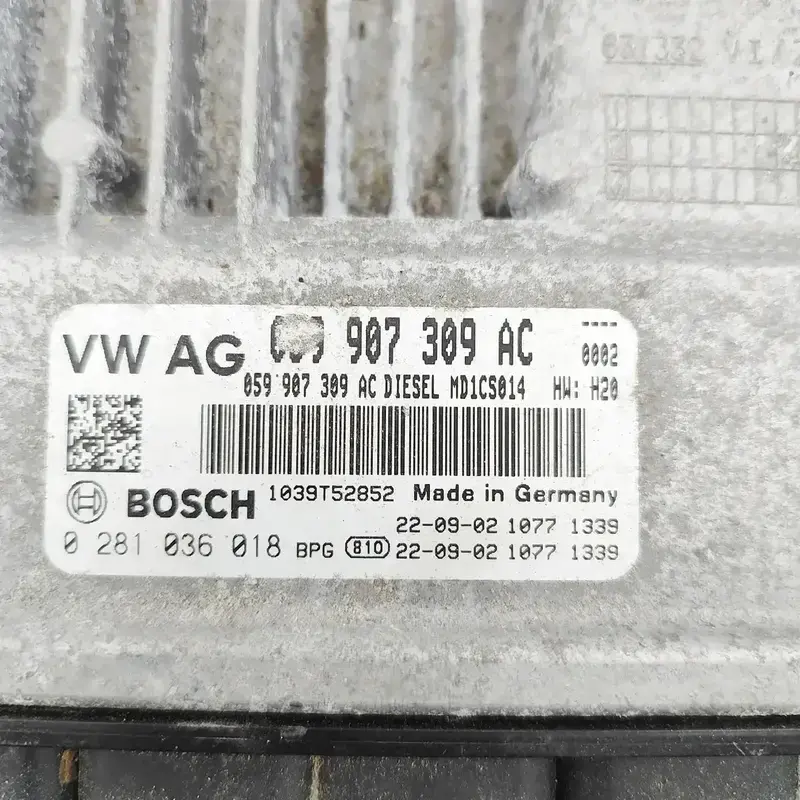 VW AG 059 907 309 AC
0002
059 907 309 AC DIESEL MD1CS014 HW: H20
BOSCH 1039T52852 Made in Germany
22-09-02 1077 1339
0 281 036 018 BPG 810 22-09-02 1077 1339